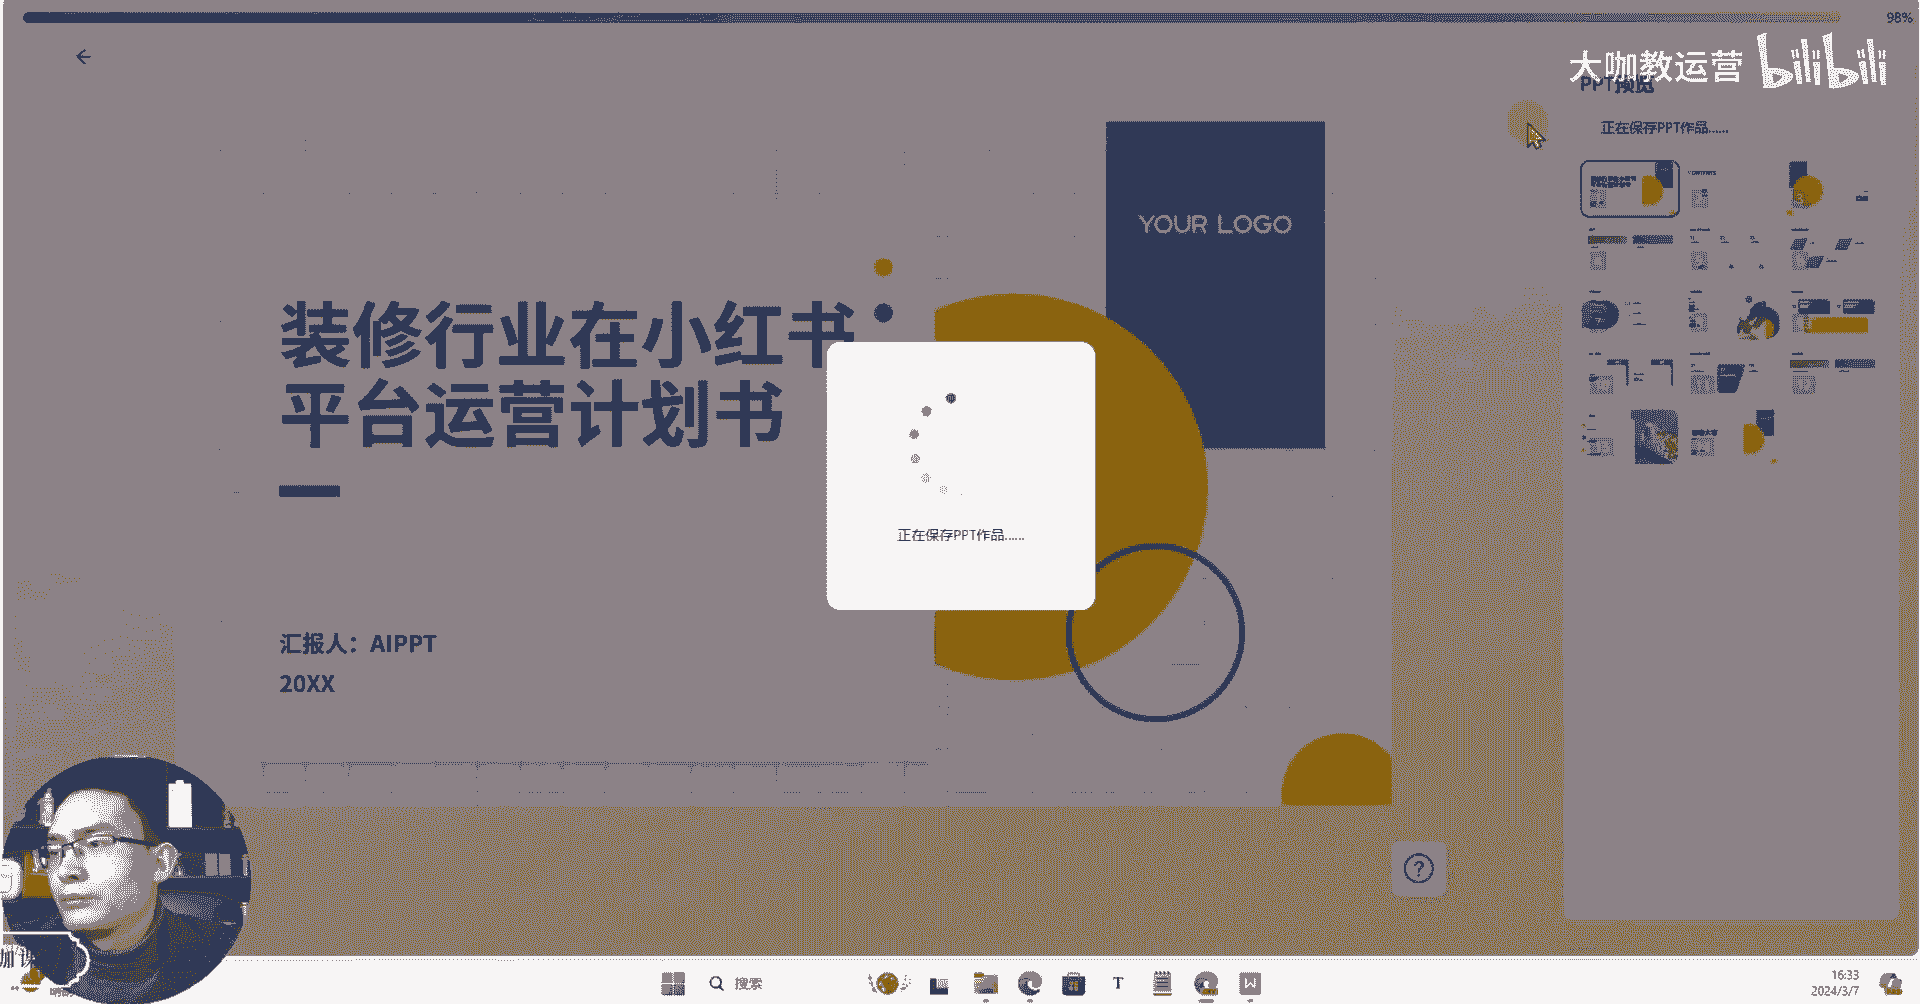 98%
大咖教运营 bilibili
PPT预览
正在保存PPT作品......
YOUR LOGO
装修行业在小红书
平台运营计划书
正在保存PPT作品......
汇报人：AIPPT
20XX
?
搜索
16:33
2024/3/7